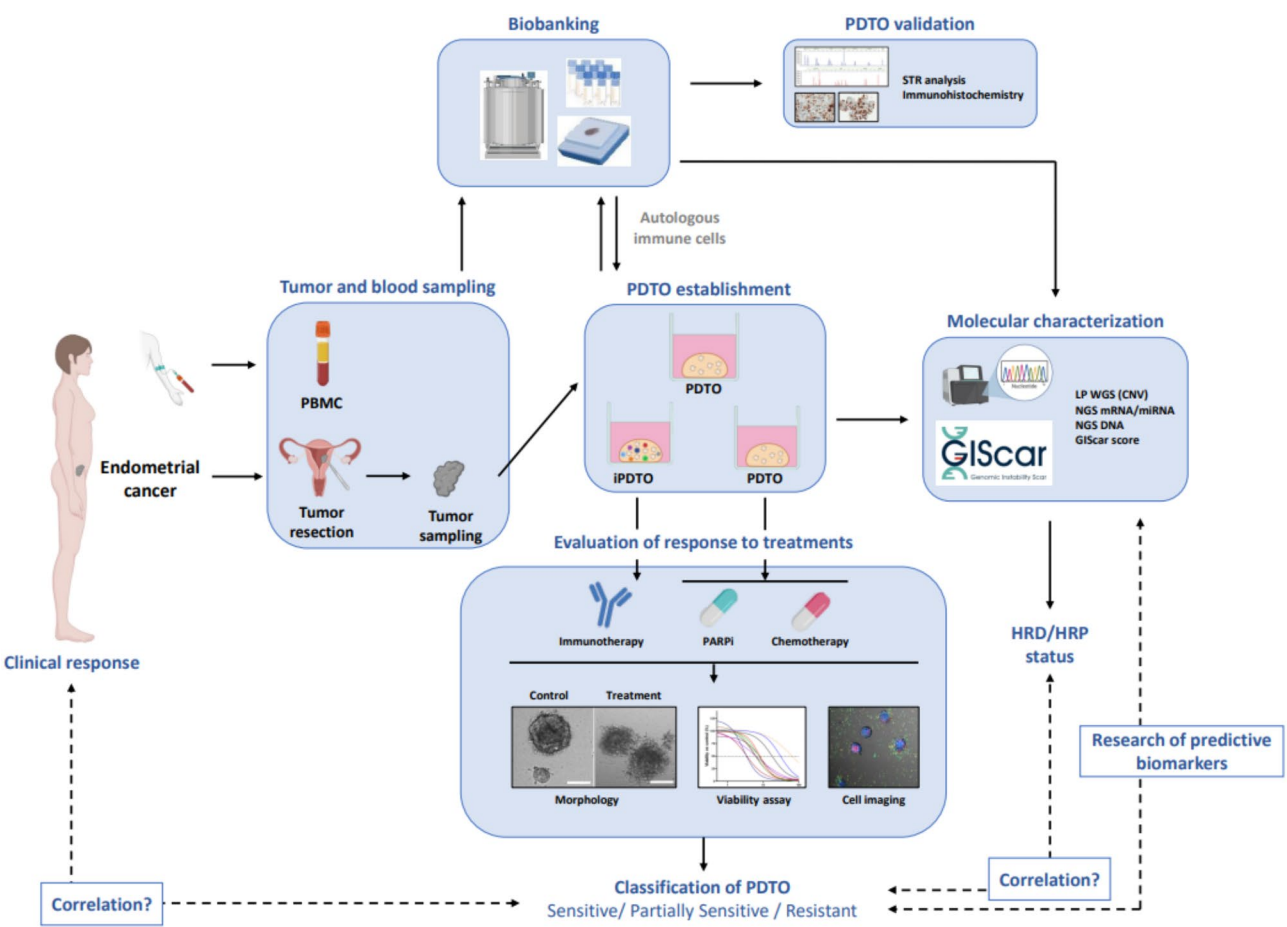 Biobanking
PDTO validation
STR analysis
Immunohistochemistry
Autologous
immune cells
Tumor and blood sampling
PDTO establishment
Molecular characterization
PBMC
PDTO
Nucleotide
LP WGS (CNV)
NGS mRNA/miRNA
NGS DNA
GIScar score
GIScar
Genomic Instability Scar
Endometrial
cancer
iPDTO
PDTO
Tumor
resection
Tumor
sampling
Evaluation of response to treatments
Immunotherapy
PARPi
Chemotherapy
HRD/HRP
status
Clinical response
Control
Treatment
Morphology
Viability assay
Cell imaging
Research of predictive
biomarkers
Correlation?
Classification of PDTO
Sensitive/ Partially Sensitive / Resistant
Correlation?